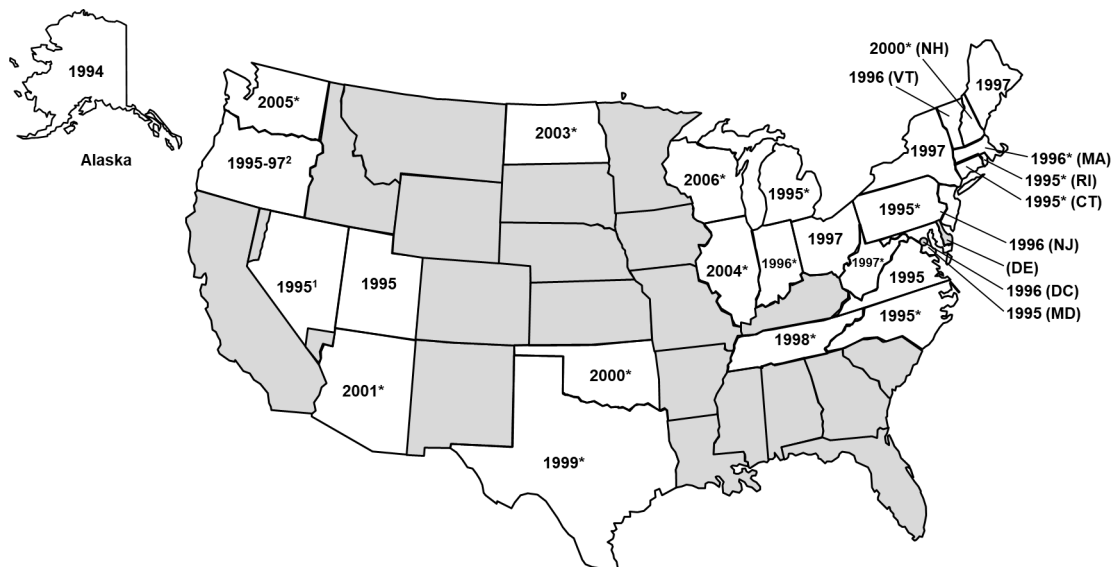 1994
Alaska
2005*
1995-97²
1995¹
1995
2001*
2003*
2000*
1999*
2006*
1995*
2004*
1996*
1997
1997*
1998*
1995*
1995
1995*
1997
1997
2000* (NH)
1996 (VT)
1996* (MA)
1995* (RI)
1995* (CT)
1996 (NJ)
(DE)
1996 (DC)
1995 (MD)